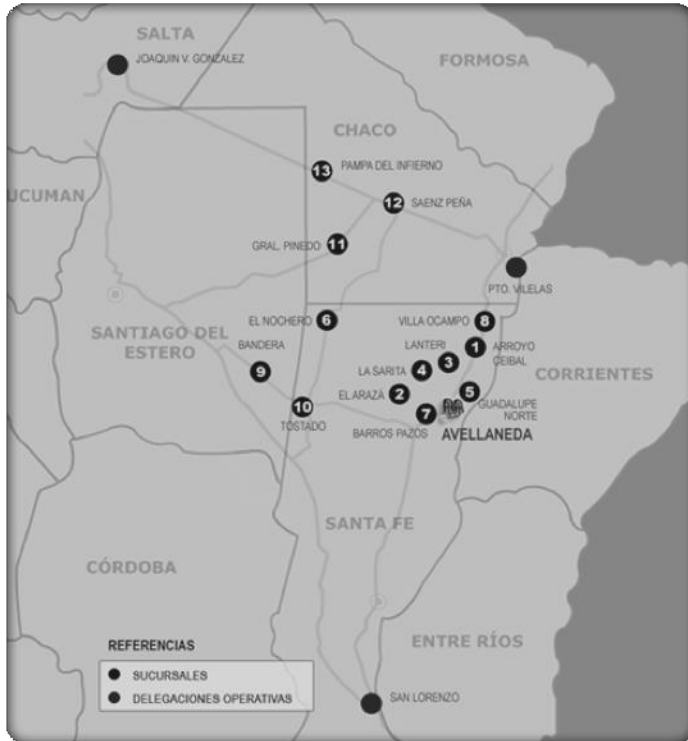 SALTA
JOAQUIN V. GONZALEZ
FORMOSA
CHACO
13 PAMPA DEL INFIERNO
UCUMAN
12 SAENZ PEÑA
GRAL. PINEDO 11
PTO. VILELAS
EL NOCHERO 6
VILLA OCAMPO 8
SANTIAGO DEL
ESTERO
BANDERA
9
LANTERI
3
1 ARROYO
CEIBAL
LA SARITA 4
CORRIENTES
EL ARAZÁ 2
5
GUADALUPE
NORTE
10
TOSTADO
7
BARROS PAZOS
AVELLANEDA
SANTA FE
CÓRDOBA
ENTRE RÍOS
REFERENCIAS
SUCURSALES
DELEGACIONES OPERATIVAS
SAN LORENZO